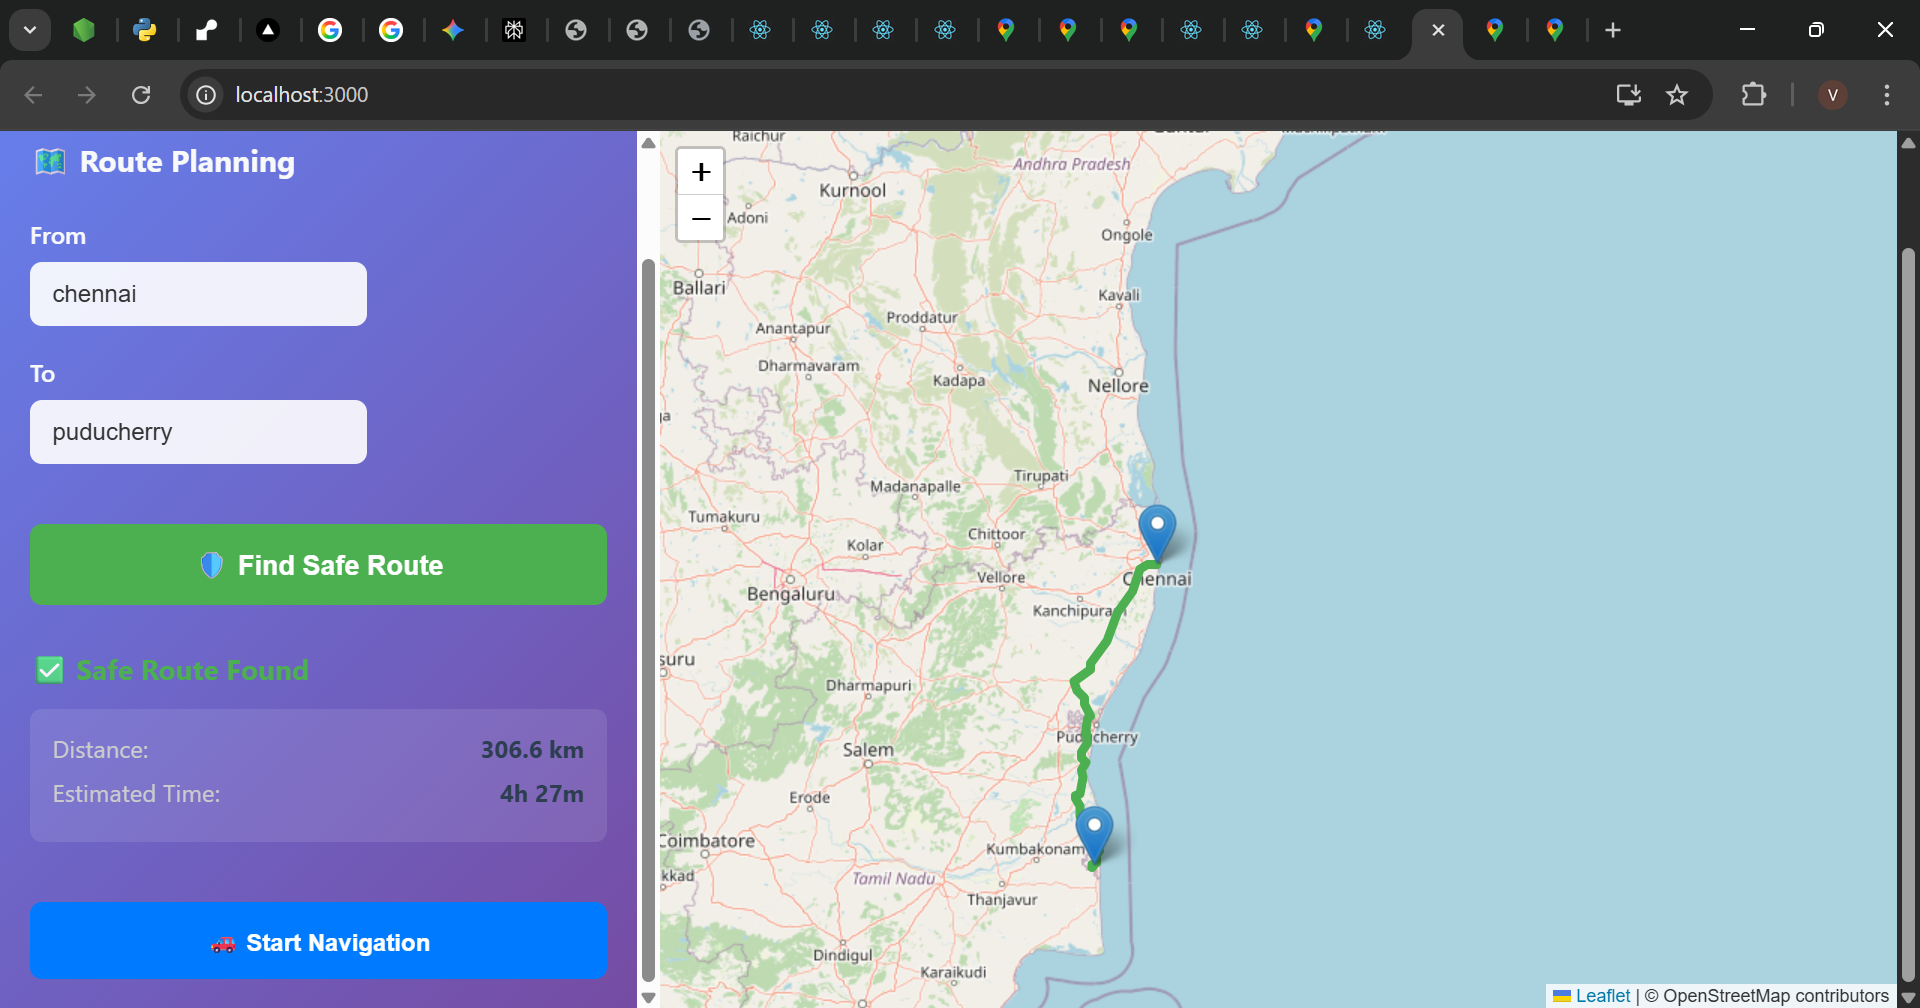 localhost:3000
V
Route Planning
From
chennai
To
puducherry
Find Safe Route
Safe Route Found
Distance: 306.6 km
Estimated Time: 4h 27m
Start Navigation
+
−
Raichur
Andhra Pradesh
Kurnool
Adoni
Ongole
Ballari
Kavali
Proddatur
Anantapur
Dharmavaram
Kadapa
Nellore
Tirupati
Madanapalle
Tumakuru
Chittoor
Kolar
Vellore
Chennai
Bengaluru
Kanchipura
suru
Dharmapuri
Puducherry
Salem
Erode
Coimbatore
Kumbakonam
kkad
Tamil Nadu
Thanjavur
Dindigul
Karaikudi
Leaflet | © OpenStreetMap contributors